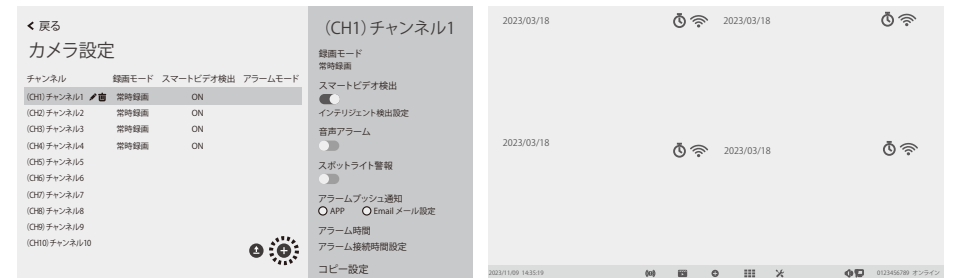 戻る
カメラ設定
チャンネル 録画モード スマートビデオ検出 アラームモード
(CH1)チャンネル1 常時録画 ON
(CH2)チャンネル2 常時録画 ON
(CH3)チャンネル3 常時録画 ON
(CH4)チャンネル4 常時録画 ON
(CH5)チャンネル5
(CH6)チャンネル6
(CH7)チャンネル7
(CH8)チャンネル8
(CH9)チャンネル9
(CH10)チャンネル10
(CH1)チャンネル1
録画モード
常時録画
スマートビデオ検出
インテリジェント検出設定
音声アラーム
スポットライト警報
アラームプッシュ通知
APP Emailメール設定
アラーム時間
アラーム接続時間設定
コピー設定
2023/03/18 2023/03/18
2023/03/18 2023/03/18
2023/11/09 14:35:19 0123456789 オンライン